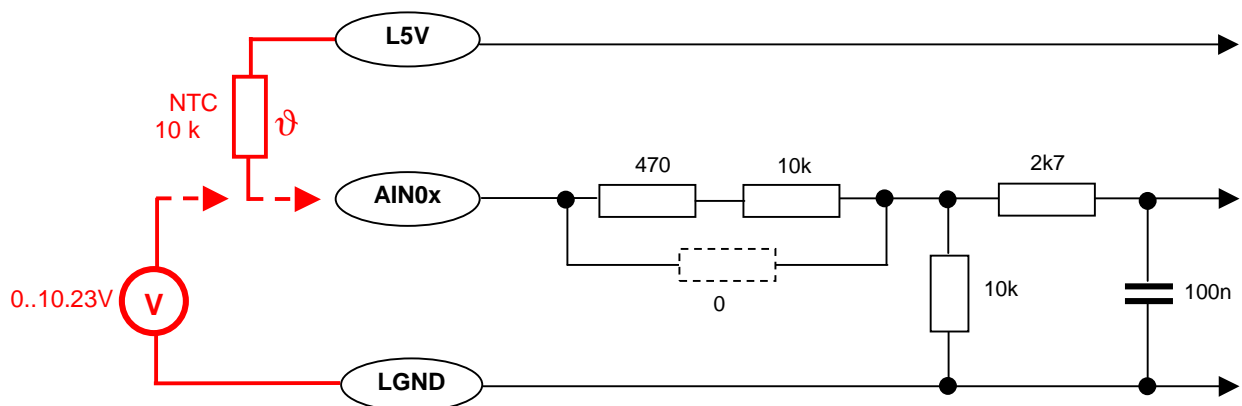 L5V
NTC
10 k
ϑ
470
10k
2k7
AIN0x
0..10.23V
V
0
10k
100n
LGND